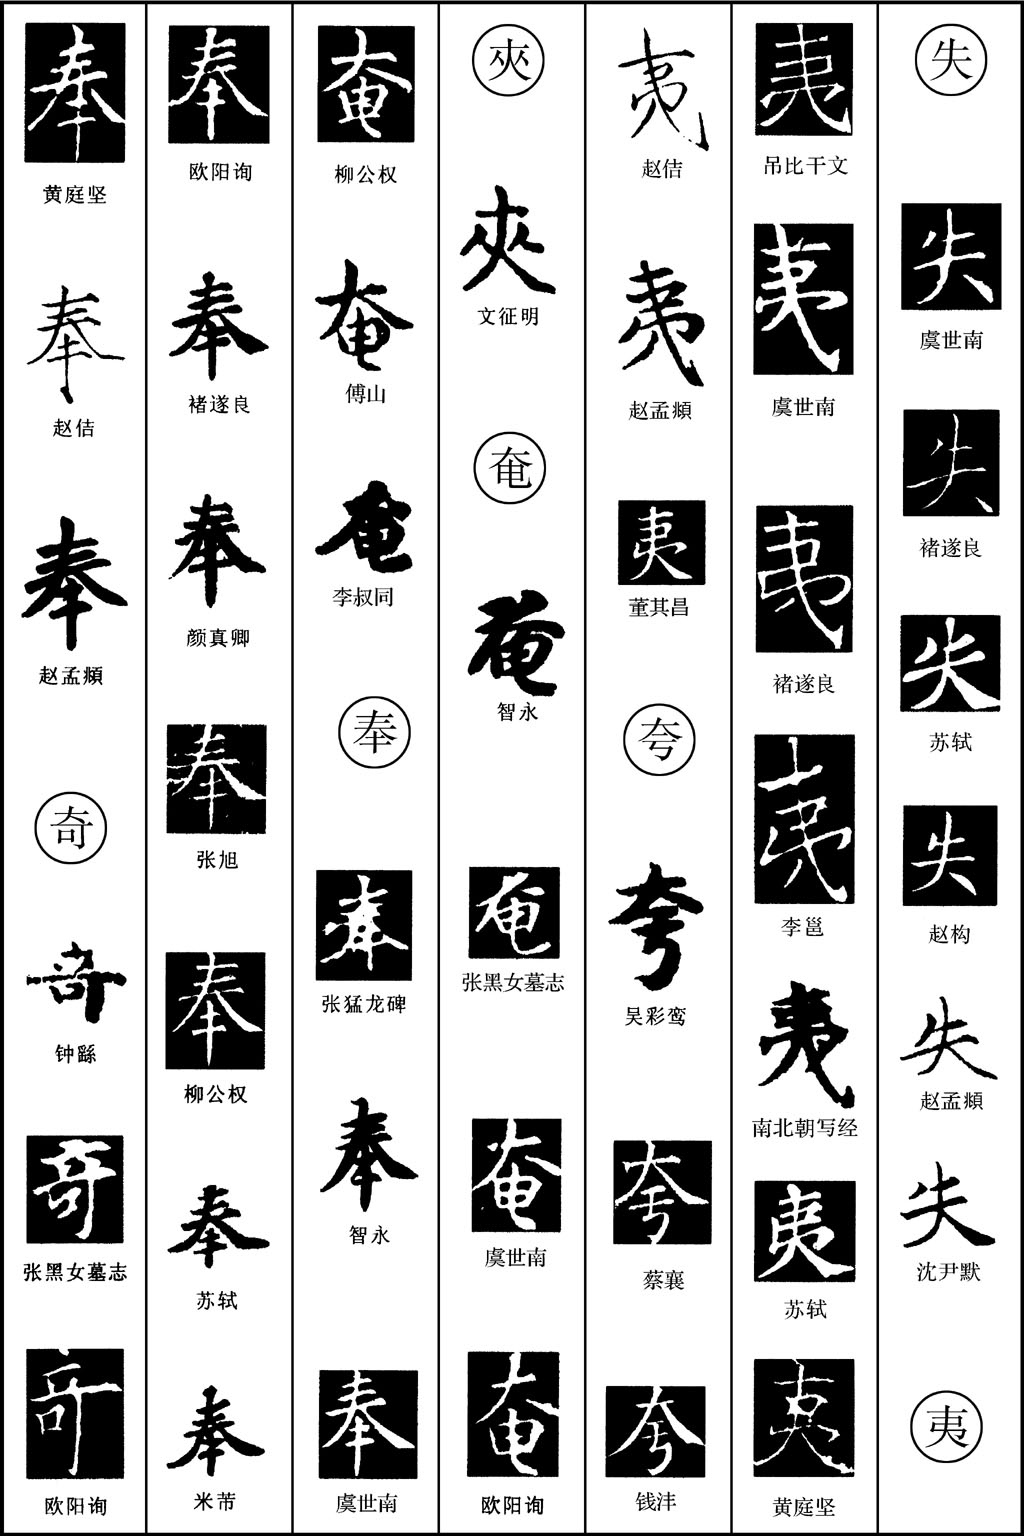 失
失
虞世南
失
褚遂良
失
苏轼
失
赵构
失
赵孟頫
失
沈尹默
夷
夷
吊比干文
夷
虞世南
夷
褚遂良
夷
李邕
夷
南北朝写经
夷
苏轼
夷
黄庭坚
夷
赵佶
夷
赵孟頫
夷
董其昌
夸
夸
吴彩鸾
夸
蔡襄
夸
钱沣
夾
夾
文征明
奄
奄
智永
奄
张黑女墓志
奄
虞世南
奄
欧阳询
奄
柳公权
奄
傅山
奄
李叔同
奉
奉
张猛龙碑
奉
智永
奉
虞世南
奉
欧阳询
奉
褚遂良
奉
颜真卿
奉
张旭
奉
柳公权
奉
苏轼
奉
米芾
奉
黄庭坚
奉
赵佶
奉
赵孟頫
奇
奇
钟繇
奇
张黑女墓志
奇
欧阳询